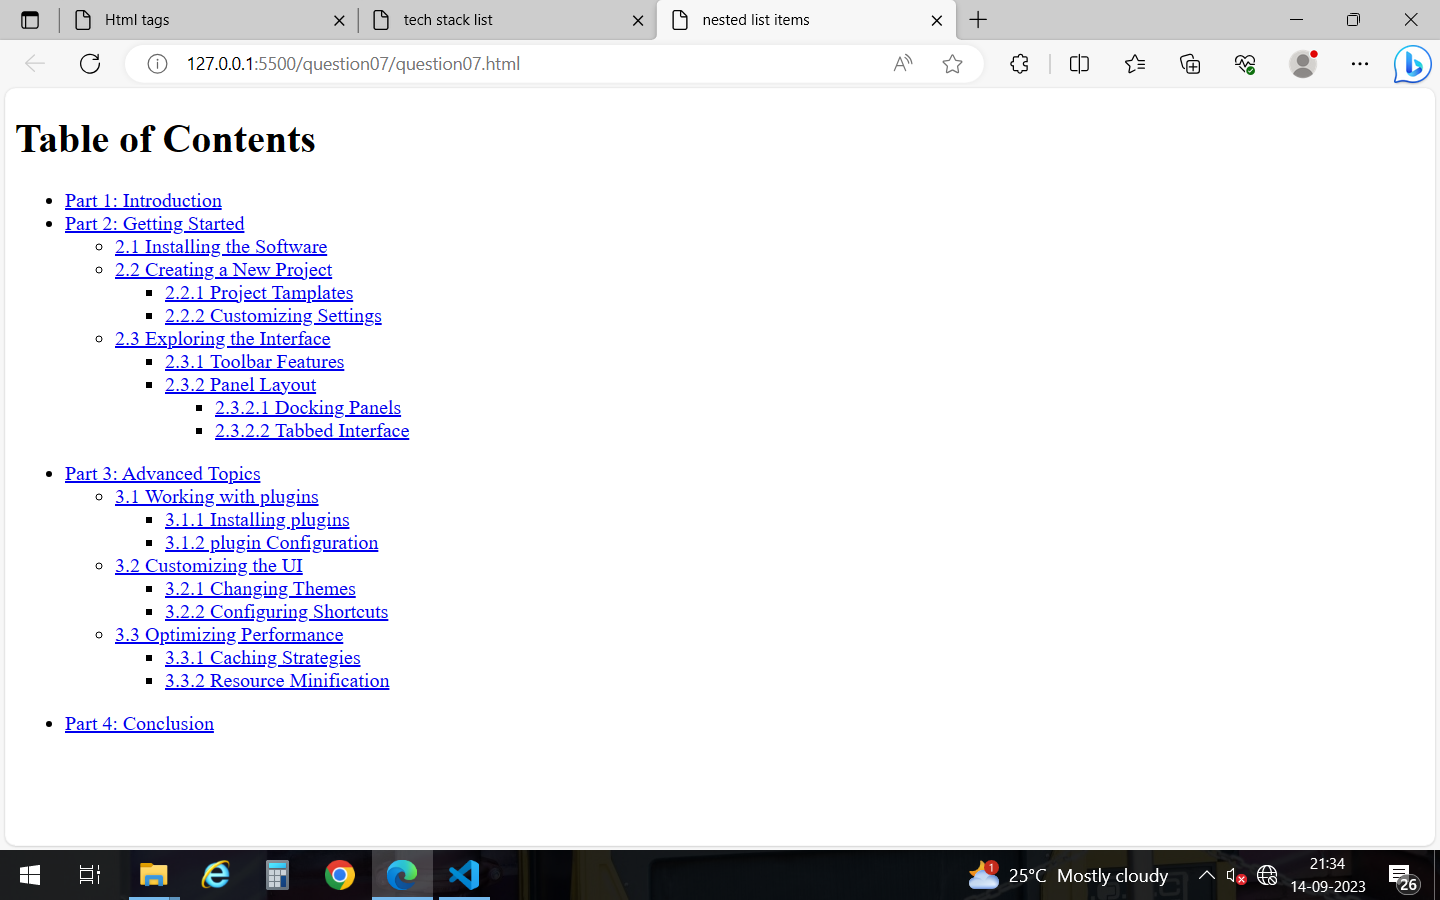 Html tags
tech stack list
nested list items
127.0.0.1:5500/question07/question07.html
Table of Contents
Part 1: Introduction
Part 2: Getting Started
2.1 Installing the Software
2.2 Creating a New Project
2.2.1 Project Tamplates
2.2.2 Customizing Settings
2.3 Exploring the Interface
2.3.1 Toolbar Features
2.3.2 Panel Layout
2.3.2.1 Docking Panels
2.3.2.2 Tabbed Interface
Part 3: Advanced Topics
3.1 Working with plugins
3.1.1 Installing plugins
3.1.2 plugin Configuration
3.2 Customizing the UI
3.2.1 Changing Themes
3.2.2 Configuring Shortcuts
3.3 Optimizing Performance
3.3.1 Caching Strategies
3.3.2 Resource Minification
Part 4: Conclusion
1
25°C Mostly cloudy
21:34
14-09-2023
26